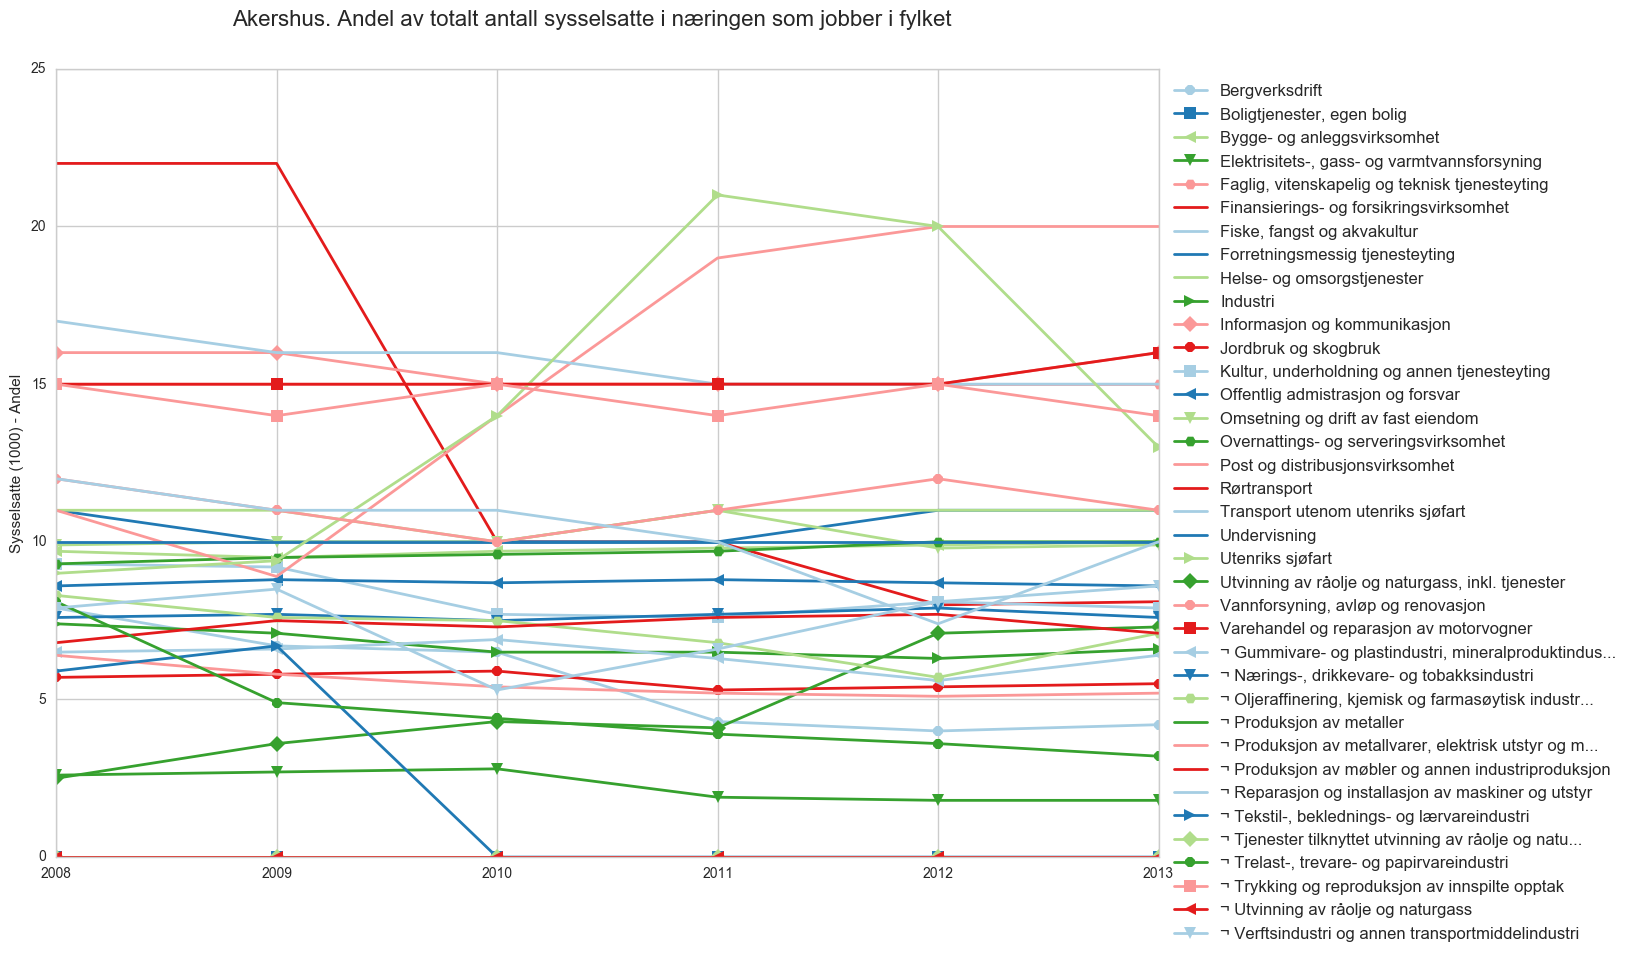 Akershus. Andel av totalt antall sysselsatte i næringen som jobber i fylket
25
20
15
10
5
0
Sysselsatte (1000) - Andel
2008
2009
2010
2011
2012
2013
Bergverksdrift
Boligtjenester, egen bolig
Bygge- og anleggsvirksomhet
Elektrisitets-, gass- og varmtvannsforsyning
Faglig, vitenskapelig og teknisk tjenesteyting
Finansierings- og forsikringsvirksomhet
Fiske, fangst og akvakultur
Forretningsmessig tjenesteyting
Helse- og omsorgstjenester
Industri
Informasjon og kommunikasjon
Jordbruk og skogbruk
Kultur, underholdning og annen tjenesteyting
Offentlig admistrasjon og forsvar
Omsetning og drift av fast eiendom
Overnattings- og serveringsvirksomhet
Post og distribusjonsvirksomhet
Rørtransport
Transport utenom utenriks sjøfart
Undervisning
Utenriks sjøfart
Utvinning av råolje og naturgass, inkl. tjenester
Vannforsyning, avløp og renovasjon
Varehandel og reparasjon av motorvogner
¬ Gummivare- og plastindustri, mineralproduktindus...
¬ Nærings-, drikkevare- og tobakksindustri
¬ Oljeraffinering, kjemisk og farmasøytisk industr...
¬ Produksjon av metaller
¬ Produksjon av metallvarer, elektrisk utstyr og m...
¬ Produksjon av møbler og annen industriproduksjon
¬ Reparasjon og installasjon av maskiner og utstyr
¬ Tekstil-, beklednings- og lærvareindustri
¬ Tjenester tilknyttet utvinning av råolje og natu...
¬ Trelast-, trevare- og papirvareindustri
¬ Trykking og reproduksjon av innspilte opptak
¬ Utvinning av råolje og naturgass
¬ Verftsindustri og annen transportmiddelindustri